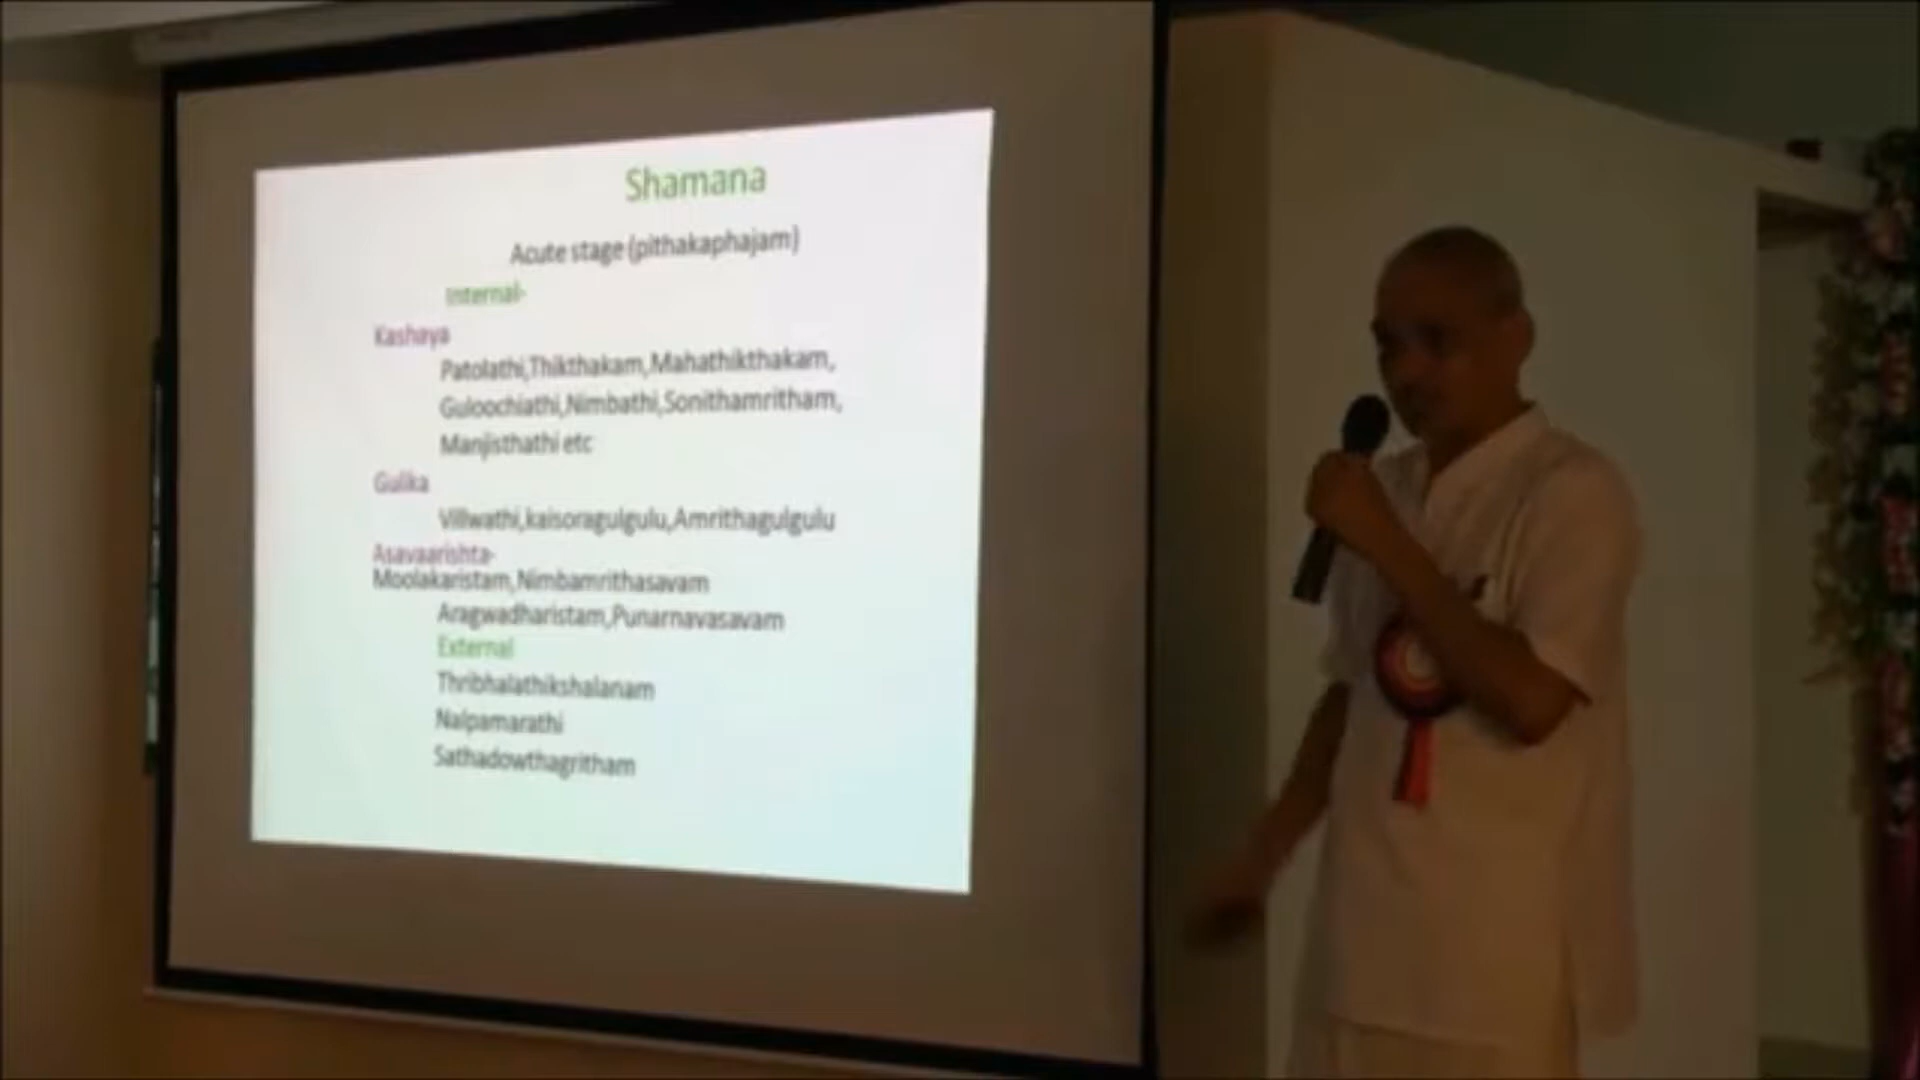 Shamana
Acute stage (pithakaphajam)
Internal-
Kashaya
Patolathi,Thikthakam,Mahathikthakam,
Guloochiathi,Nimbathi,Sonithamritham,
Manjisthathi etc
Gulika
Villwathi,kaisoragulgulu,Amrithagulgulu
Asavaarishta-
Moolakaristam,Nimbamrithasavam
Aragwadharistam,Punarnavasavam
External
Thribhalathikshalanam
Nalpamarathi
Sathadowthagritham